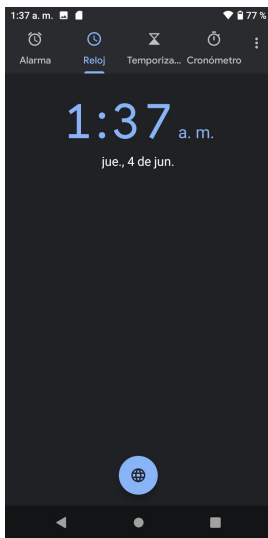 1:37 a. m. 77 %
Alarma Reloj Temporiza... Cronómetro
1:37 a. m.
jue., 4 de jun.